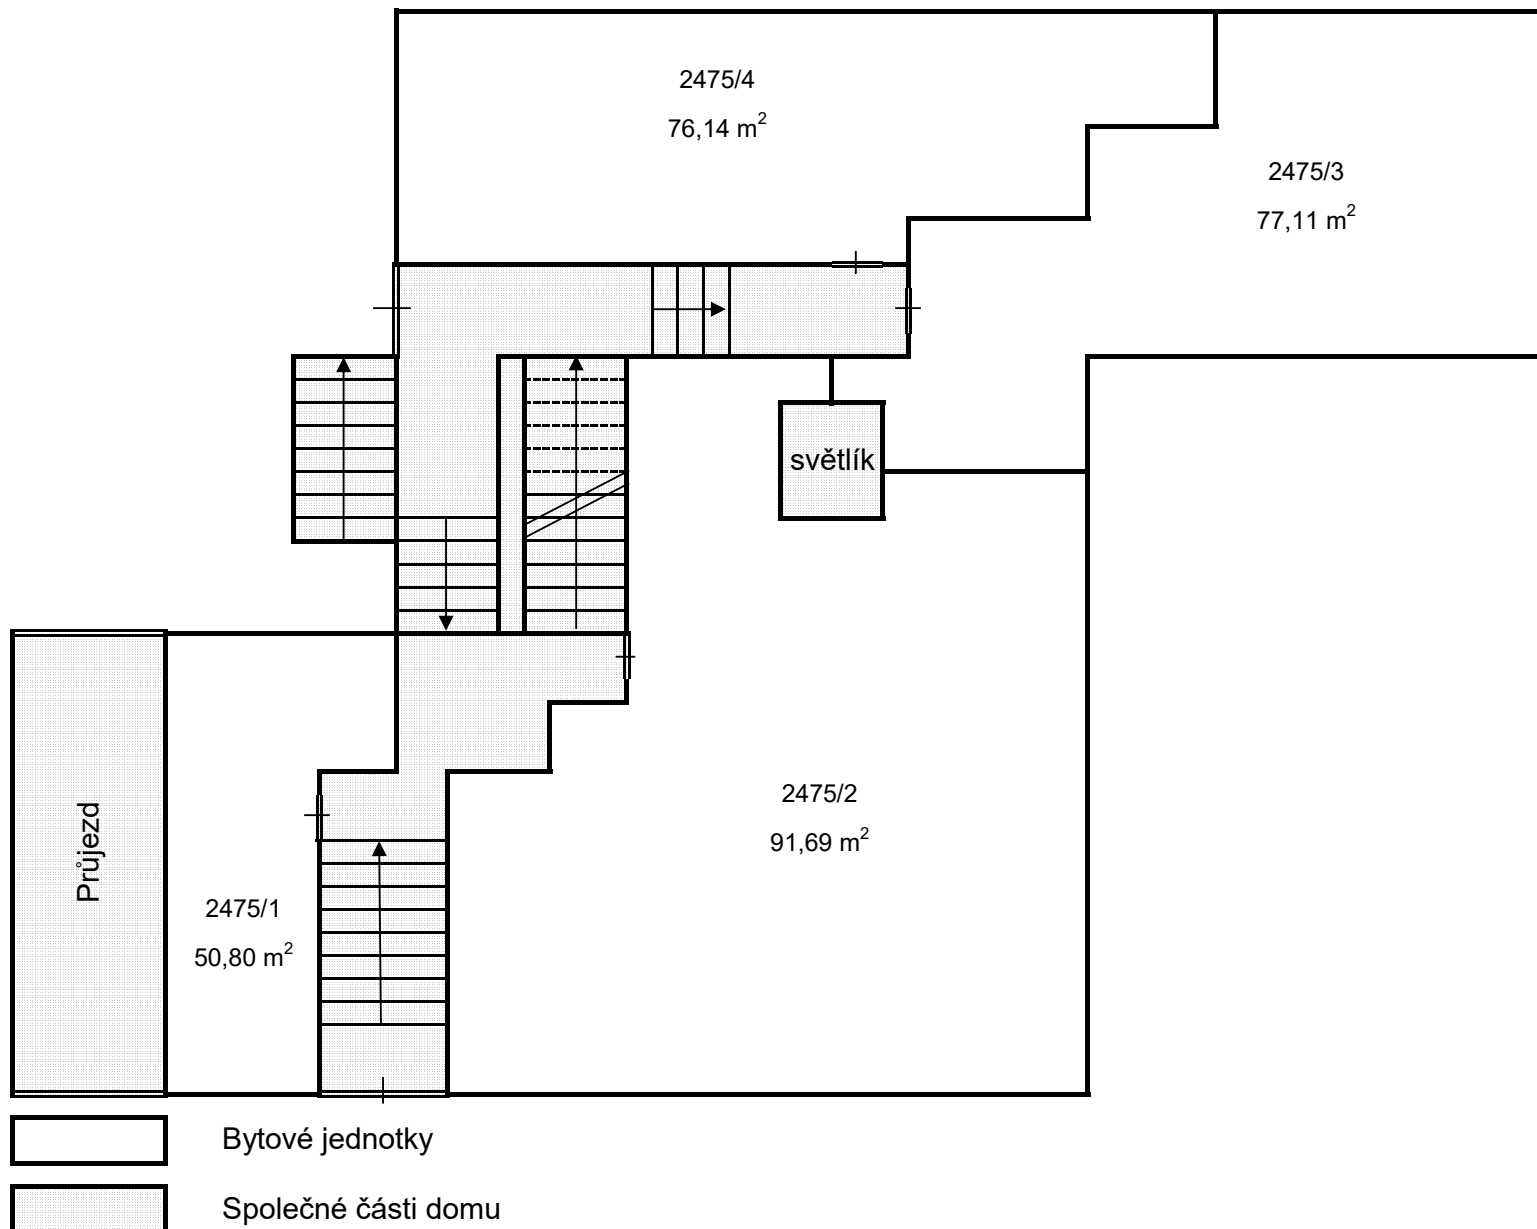 2475/4
76,14 m²
2475/3
77,11 m²
světlík
2475/2
91,69 m²
Průjezd
2475/1
50,80 m²
Bytové jednotky
Společné části domu